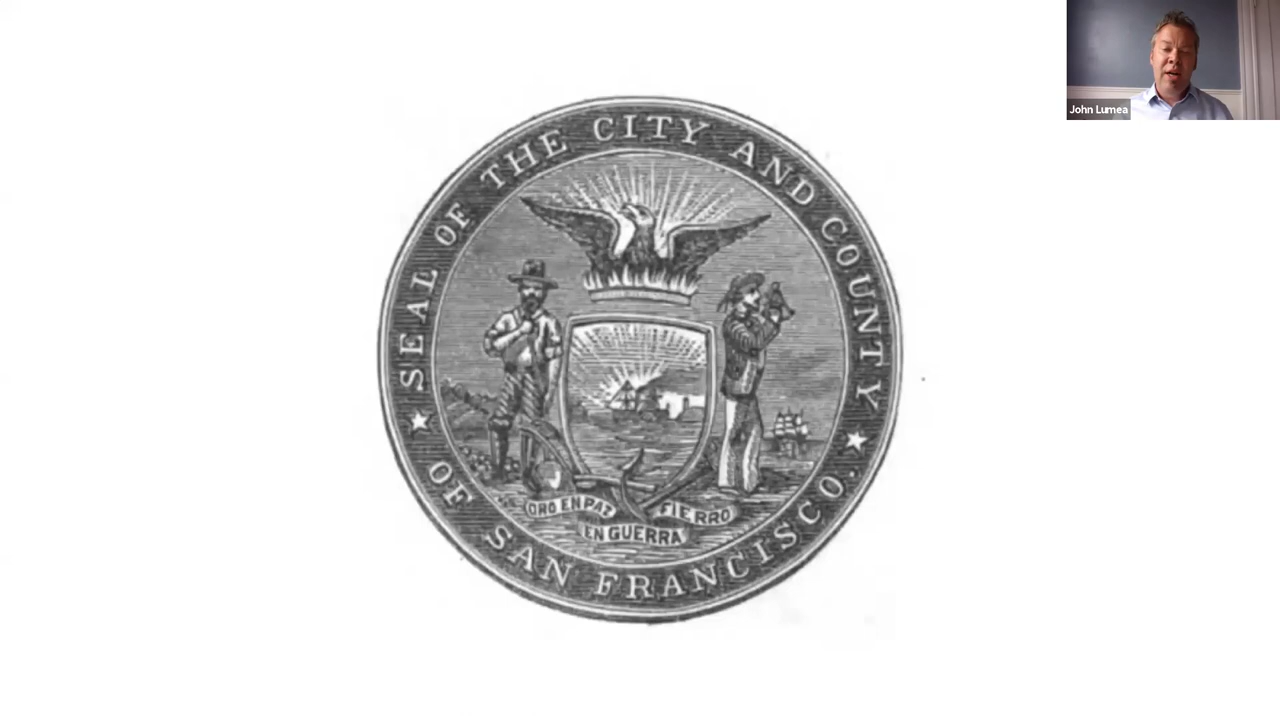 SEAL OF THE CITY AND COUNTY
OF SAN FRANCISCO.
ORO EN PAZ
FIERRO
EN GUERRA
John Lumea